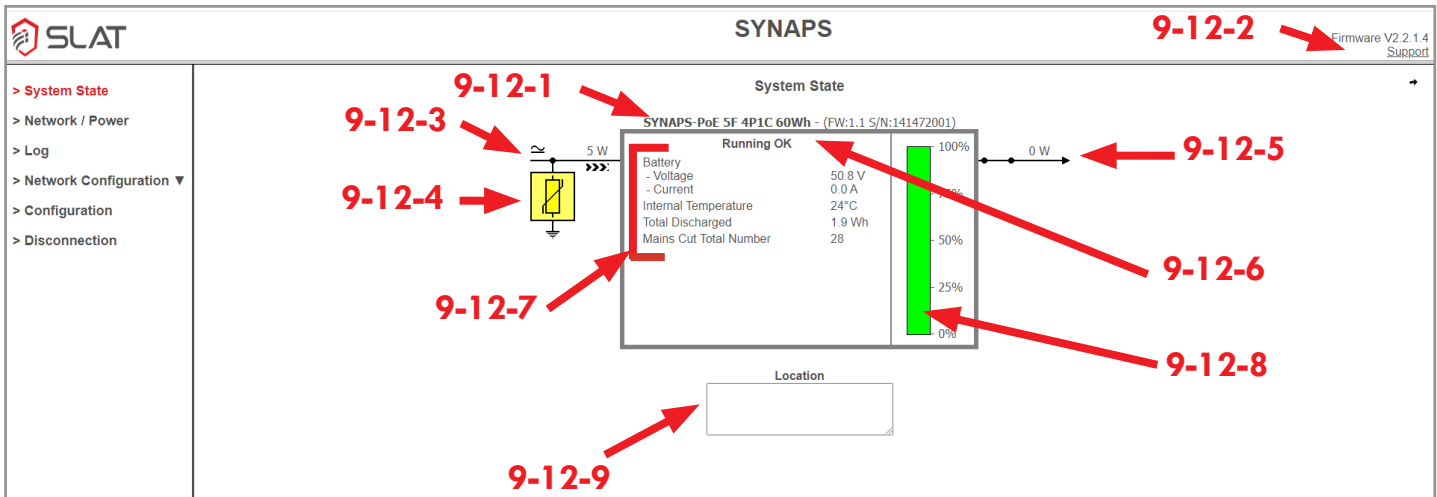 SLAT
SYNAPS
9-12-2
Firmware V2.2.1.4
Support
> System State
> Network / Power
> Log
> Network Configuration ▼
> Configuration
> Disconnection
System State
9-12-1
SYNAPS-PoE 5F 4P1C 60Wh - (FW:1.1 S/N:141472001)
9-12-3
5 W
Running OK
Battery
- Voltage 50.8 V
- Current 0.0 A
Internal Temperature 24°C
Total Discharged 1.9 Wh
Mains Cut Total Number 28
100%
75%
50%
25%
0%
0 W
9-12-5
9-12-4
9-12-6
9-12-7
9-12-8
Location
9-12-9